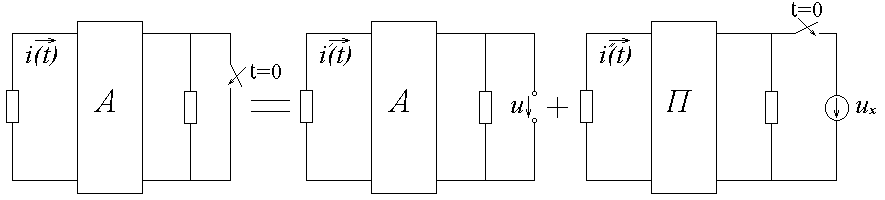 t=0
i(t)
i'(t)
i''(t)
t=0
A
=
A
u
+
П
uₓ